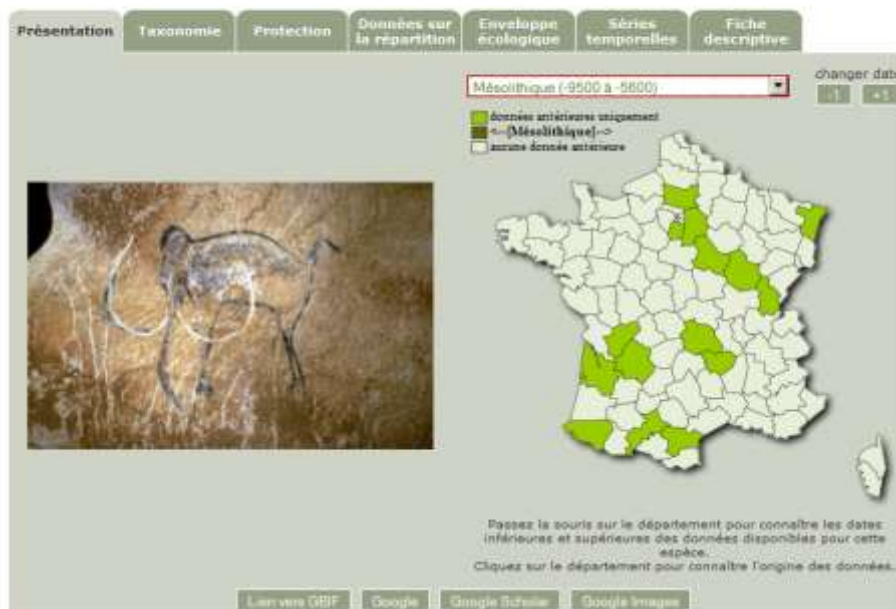 Présentation
Taxonomie
Protection
Données sur
la répartition
Enveloppe
écologique
Séries
temporelles
Fiche
descriptive
changer date
-1 +1
Mésolithique (-9500 à -5600)
données antérieures uniquement
<--[Mésolithique]-->
aucune donnée antérieure
Passez la souris sur le département pour connaître les dates
inférieures et supérieures des données disponibles pour cette
espèce.
Cliquez sur le département pour connaître l'origine des données.
Lien vers GBIF
Google
Google Scholar
Google Images